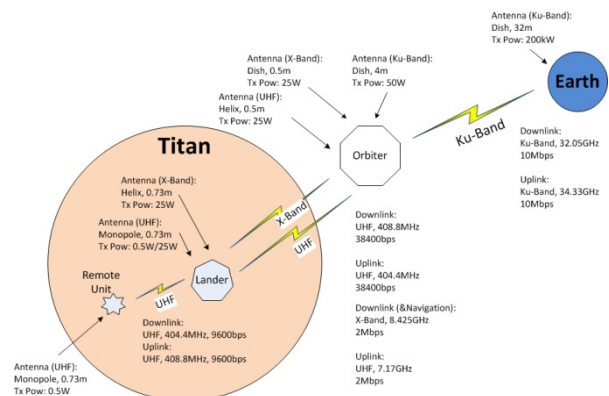 Antenna (Ku-Band):
Dish, 32m
Tx Pow: 200kW
Earth
Antenna (X-Band):
Dish, 0.5m
Tx Pow: 25W
Antenna (Ku-Band):
Dish, 4m
Tx Pow: 50W
Antenna (UHF):
Helix, 0.5m
Tx Pow: 25W
Ku-Band
Orbiter
Downlink:
Ku-Band, 32.05GHz
10Mbps
Uplink:
Ku-Band, 34.33GHz
10Mbps
Titan
Antenna (X-Band):
Helix, 0.73m
Tx Pow: 25W
Antenna (UHF):
Monopole, 0.73m
Tx Pow: 0.5W/25W
X-Band
UHF
Downlink:
UHF, 408.8MHz
38400bps
Uplink:
UHF, 404.4MHz
38400bps
Downlink (&Navigation):
X-Band, 8.425GHz
2Mbps
Uplink:
UHF, 7.17GHz
2Mbps
Remote
Unit
Lander
UHF
Downlink:
UHF, 404.4MHz, 9600bps
Uplink:
UHF, 408.8MHz, 9600bps
Antenna (UHF):
Monopole, 0.73m
Tx Pow: 0.5W